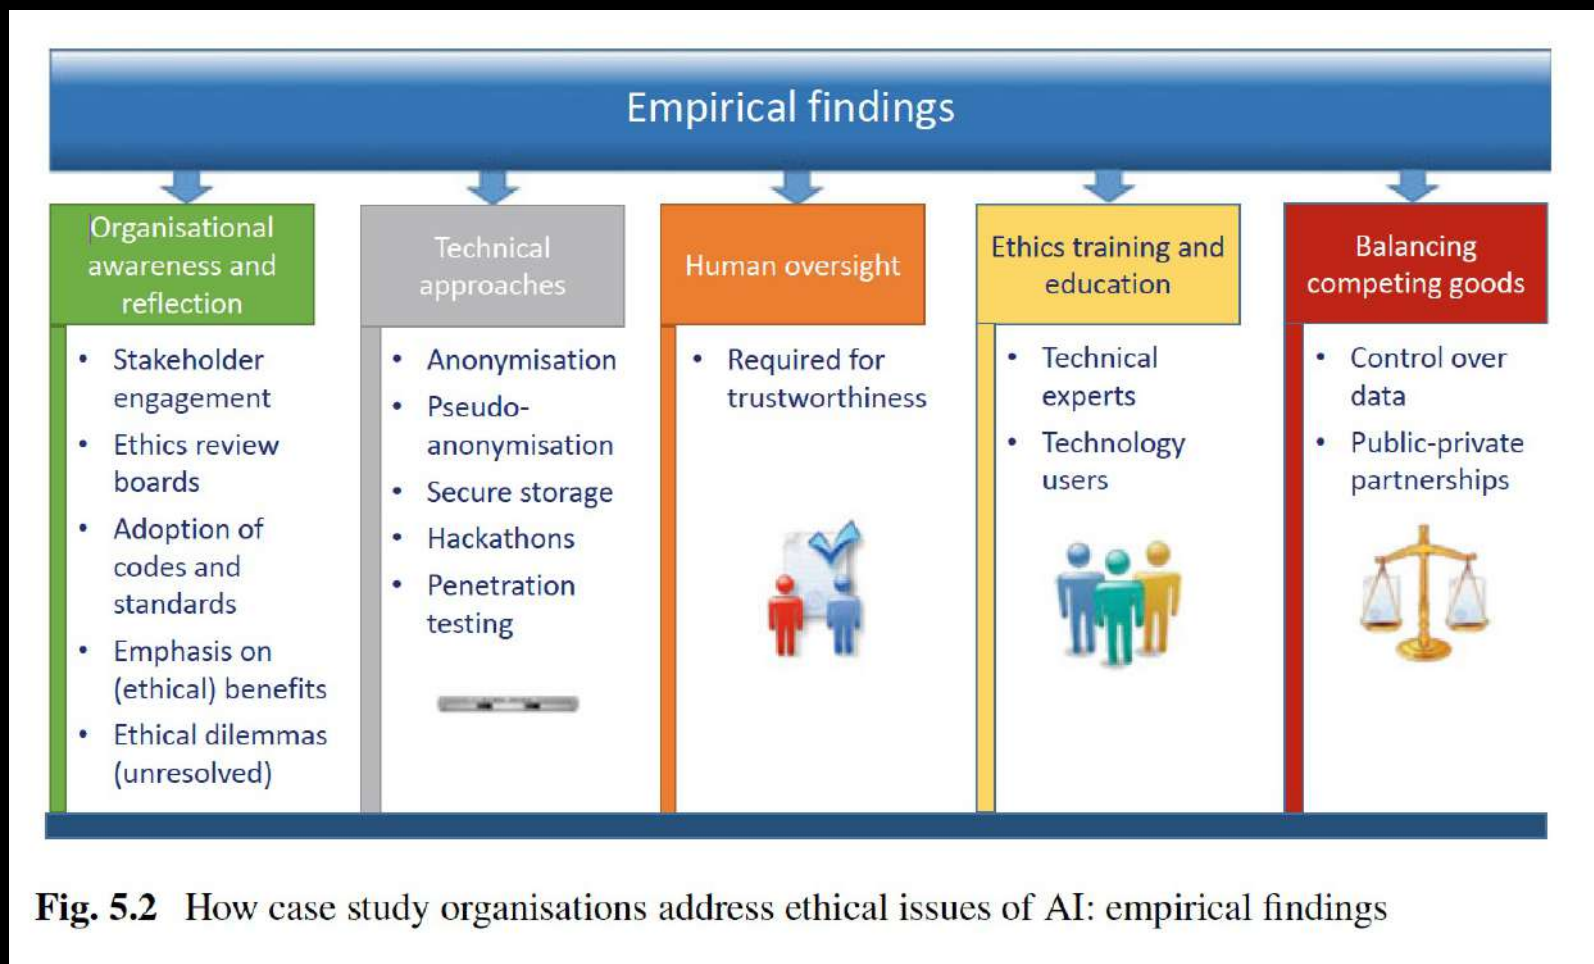 Empirical findings
Organisational
awareness and
reflection
• Stakeholder
engagement
• Ethics review
boards
• Adoption of
codes and
standards
• Emphasis on
(ethical) benefits
• Ethical dilemmas
(unresolved)
Technical
approaches
• Anonymisation
• Pseudo-
anonymisation
• Secure storage
• Hackathons
• Penetration
testing
Human oversight
• Required for
trustworthiness
Ethics training and
education
• Technical
experts
• Technology
users
Balancing
competing goods
• Control over
data
• Public-private
partnerships
Fig. 5.2 How case study organisations address ethical issues of AI: empirical findings